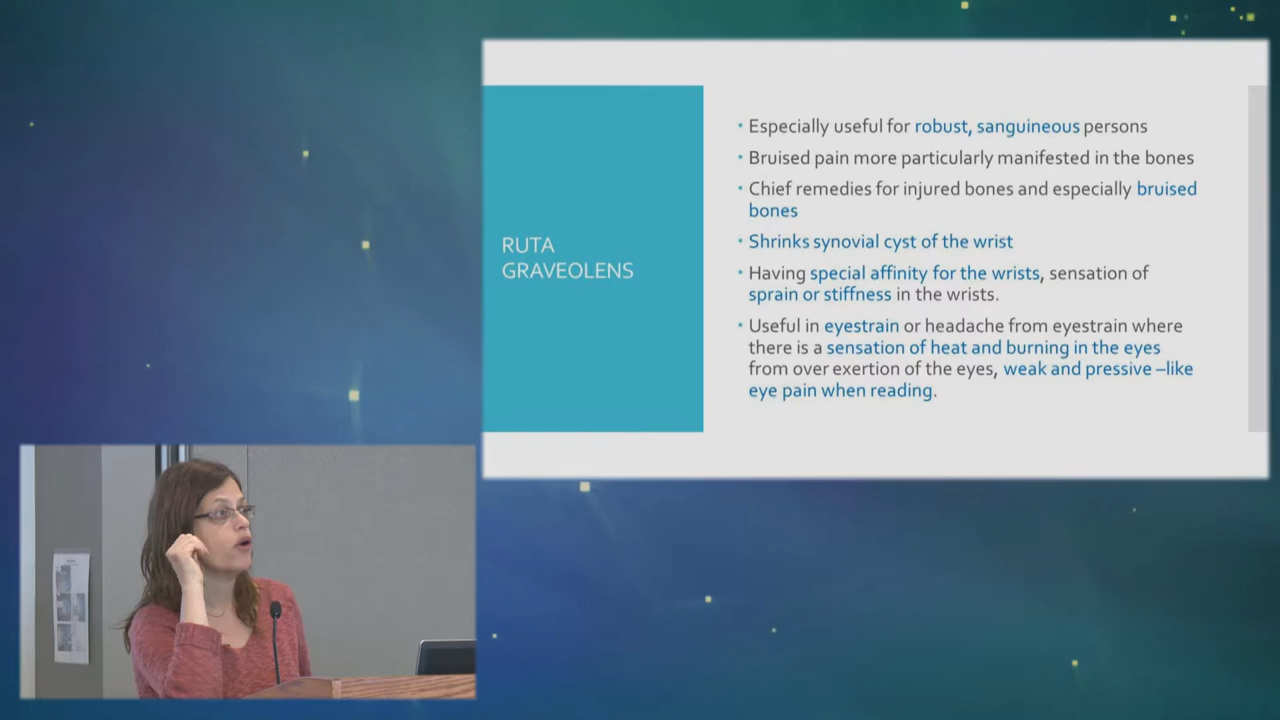 RUTA
GRAVEOLENS
• Especially useful for robust, sanguineous persons
• Bruised pain more particularly manifested in the bones
• Chief remedies for injured bones and especially bruised
bones
• Shrinks synovial cyst of the wrist
• Having special affinity for the wrists, sensation of
sprain or stiffness in the wrists.
• Useful in eyestrain or headache from eyestrain where
there is a sensation of heat and burning in the eyes
from over exertion of the eyes, weak and pressive –like
eye pain when reading.